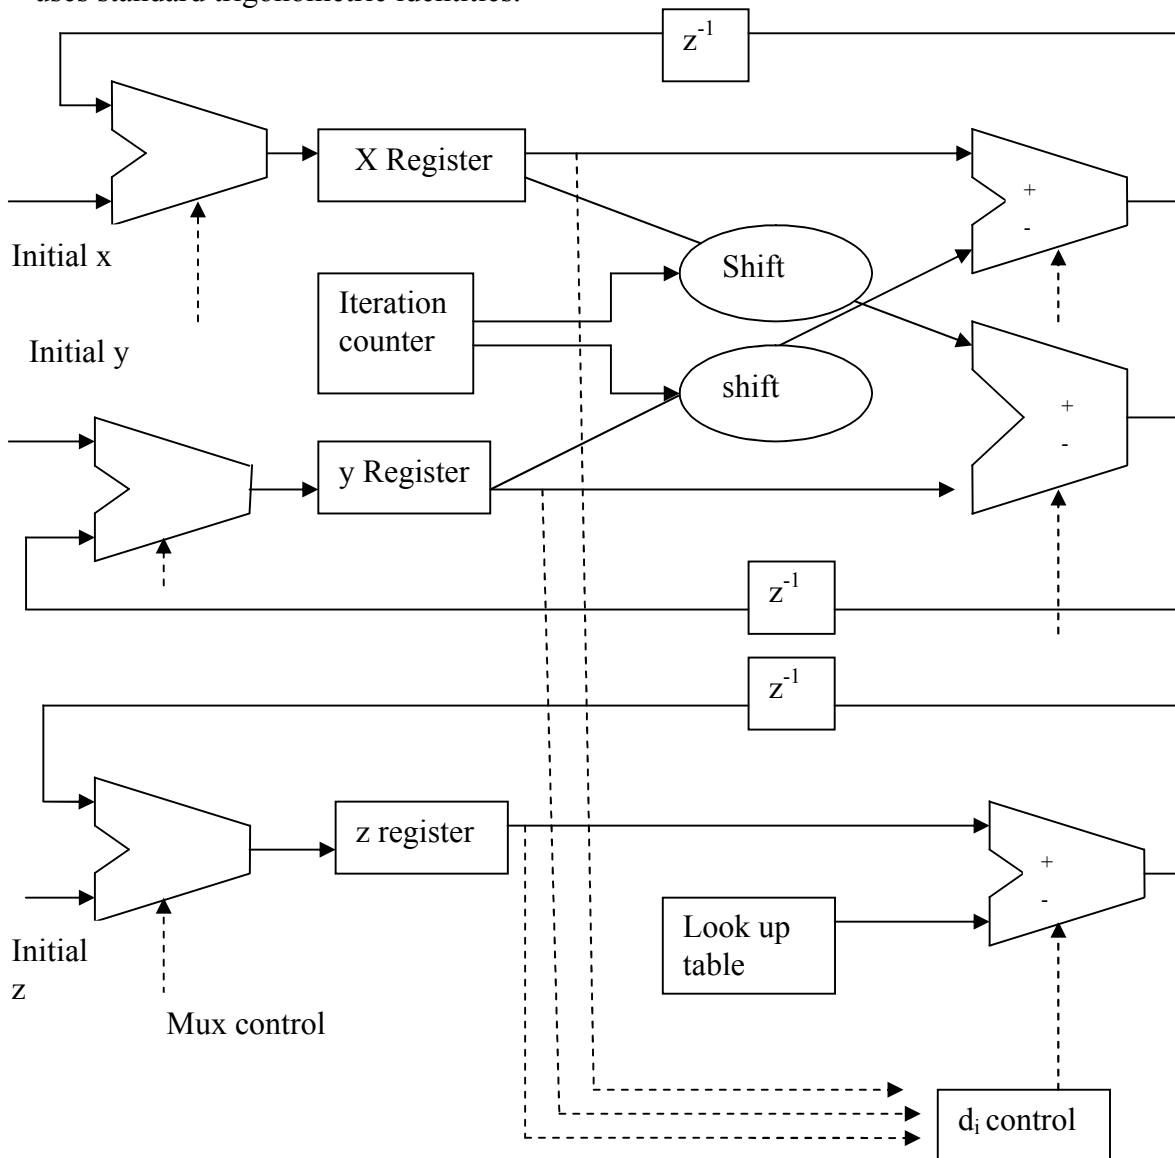 uses standard trigonometric identities.
z-1
X Register
+
-
Initial x
Shift
Iteration
counter
Initial y
shift
+
-
y Register
z-1
z-1
z register
+
-
Look up
table
Initial
z
Mux control
di control